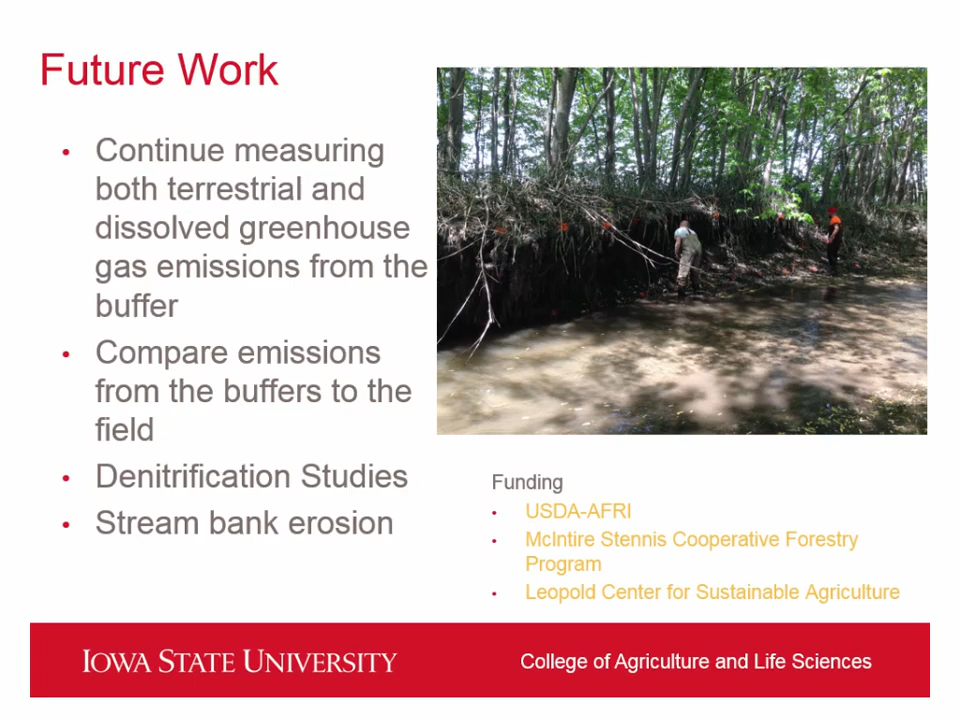 Future Work
• Continue measuring
both terrestrial and
dissolved greenhouse
gas emissions from the
buffer
• Compare emissions
from the buffers to the
field
• Denitrification Studies
• Stream bank erosion
Funding
• USDA-AFRI
• McIntire Stennis Cooperative Forestry
Program
• Leopold Center for Sustainable Agriculture
IOWA STATE UNIVERSITY
College of Agriculture and Life Sciences